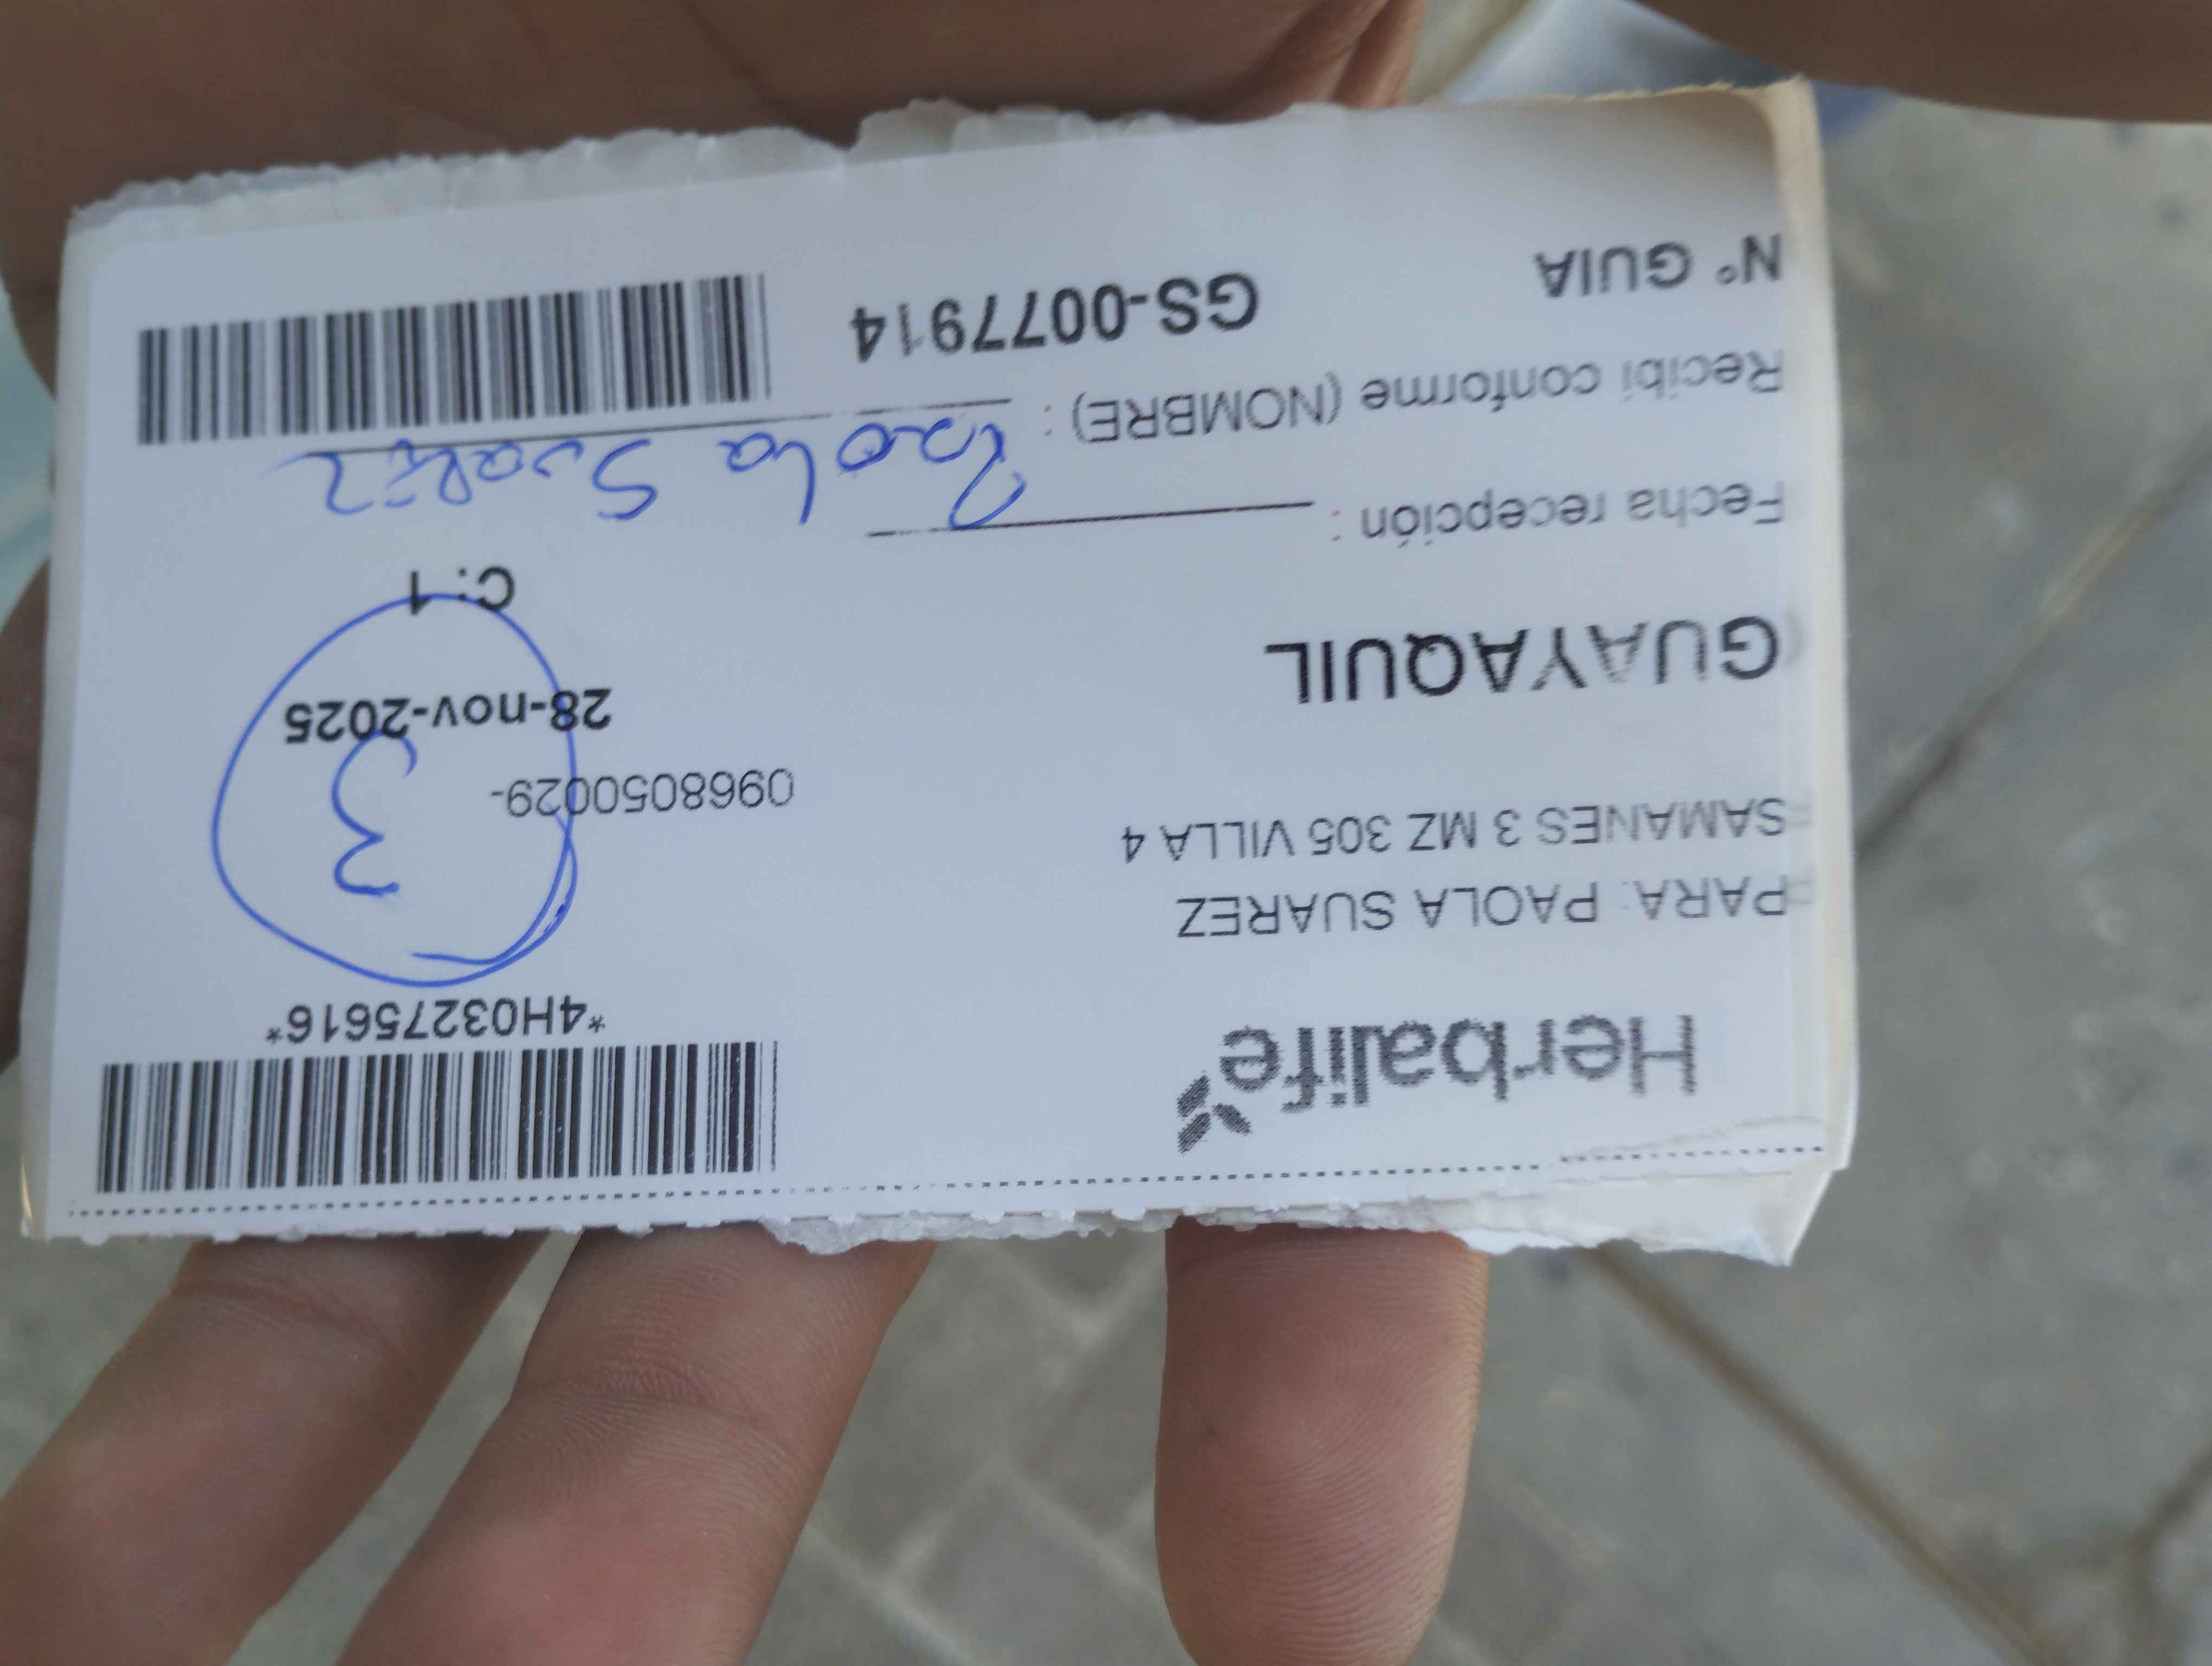 Herbalife
*4H03275616*
PARA: PAOLA SUAREZ
SAMANES 3 MZ 305 VILLA 4
0968050029-
3
28-nov-2025
GUAYAQUIL
C: 1
Fecha recepción :
Recibi conforme (NOMBRE) : Paola Suarez
N° GUIA GS-0077914